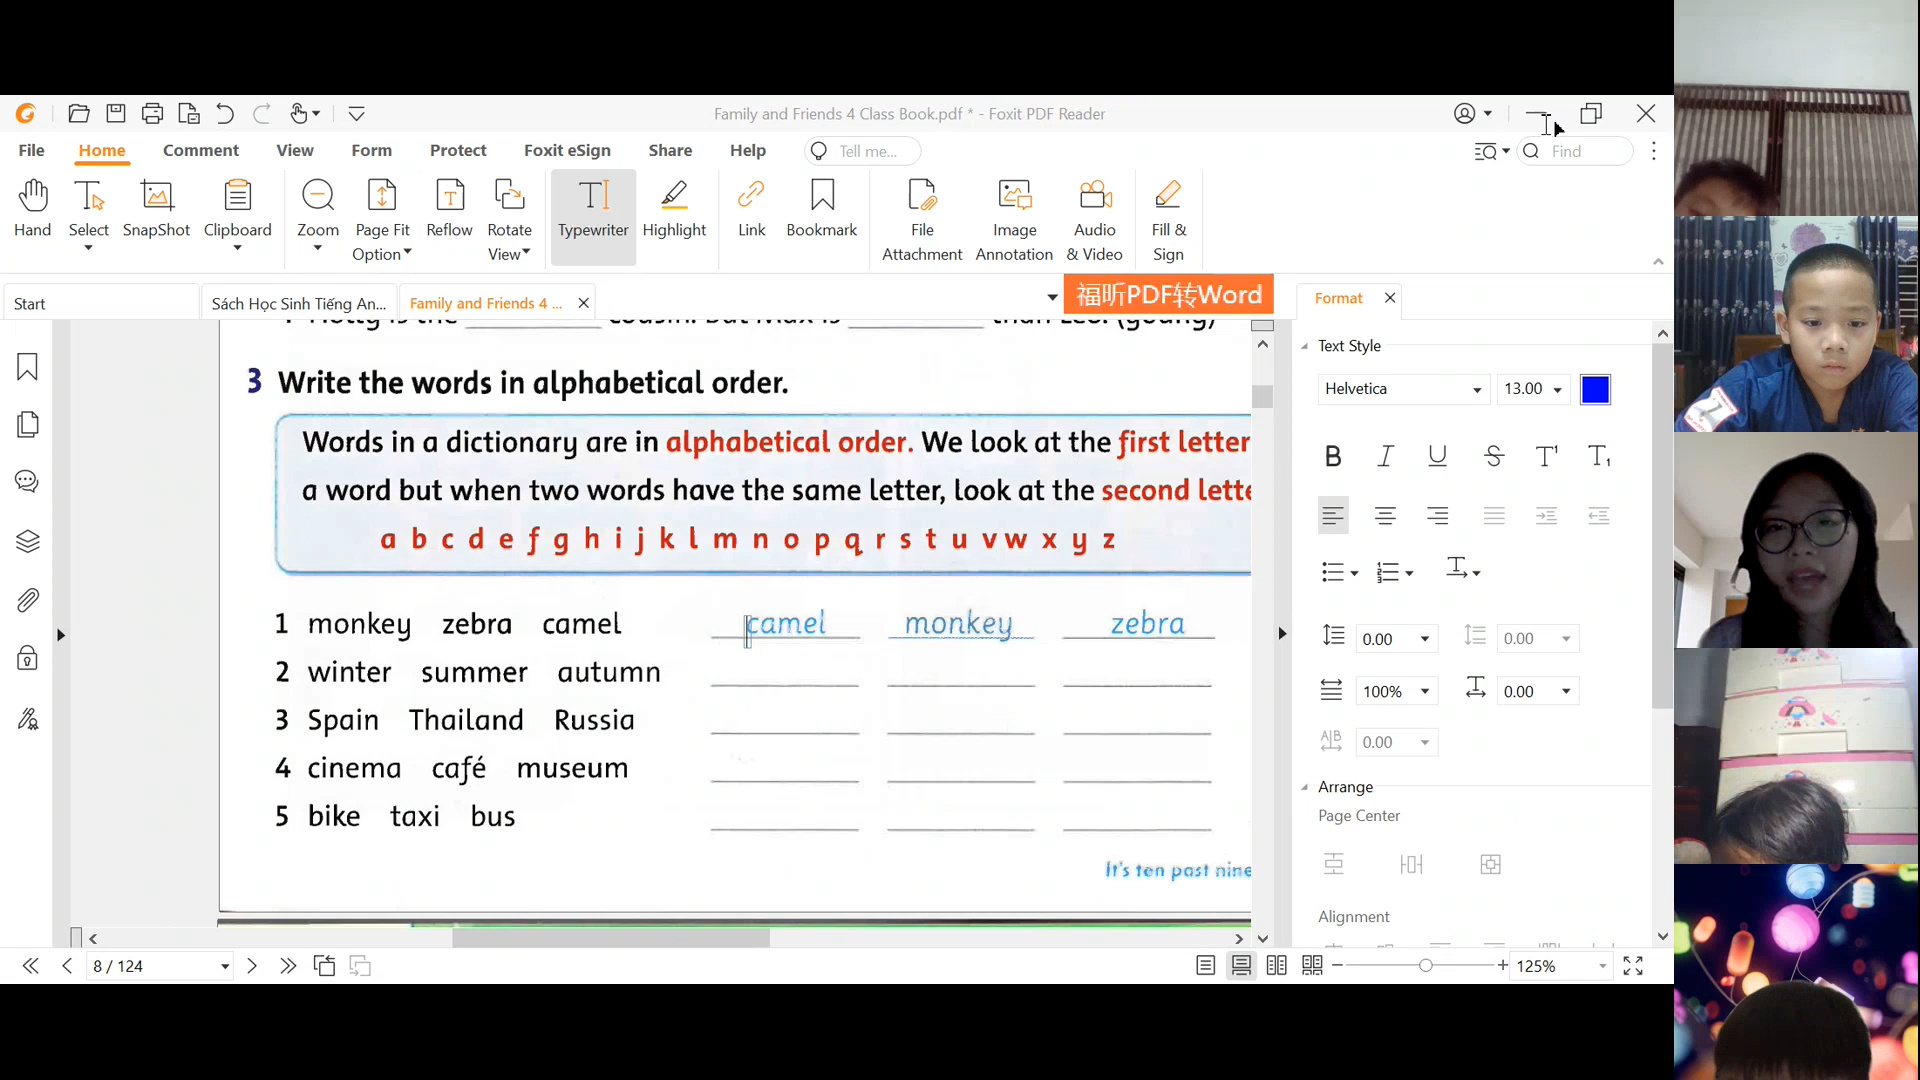 Family and Friends 4 Class Book.pdf * - Foxit PDF Reader
File Home Comment View Form Protect Foxit eSign Share Help Tell me... Find
Hand Select SnapShot Clipboard Zoom Page Fit Option Reflow Rotate View Typewriter Highlight Link Bookmark File Attachment Image Annotation Audio & Video Fill & Sign
Start Sách Học Sinh Tiếng An... Family and Friends 4 ... 福昕PDF转Word Format
cousin. But Max is than Leo. (young)
3 Write the words in alphabetical order.
Words in a dictionary are in alphabetical order. We look at the first letter
a word but when two words have the same letter, look at the second lette
a b c d e f g h i j k l m n o p q r s t u v w x y z
1 monkey zebra camel camel monkey zebra
2 winter summer autumn
3 Spain Thailand Russia
4 cinema café museum
5 bike taxi bus
It's ten past nine
Text Style
Helvetica 13.00
0.00 0.00
100% 0.00
0.00
Arrange
Page Center
Alignment
8 / 124 125%